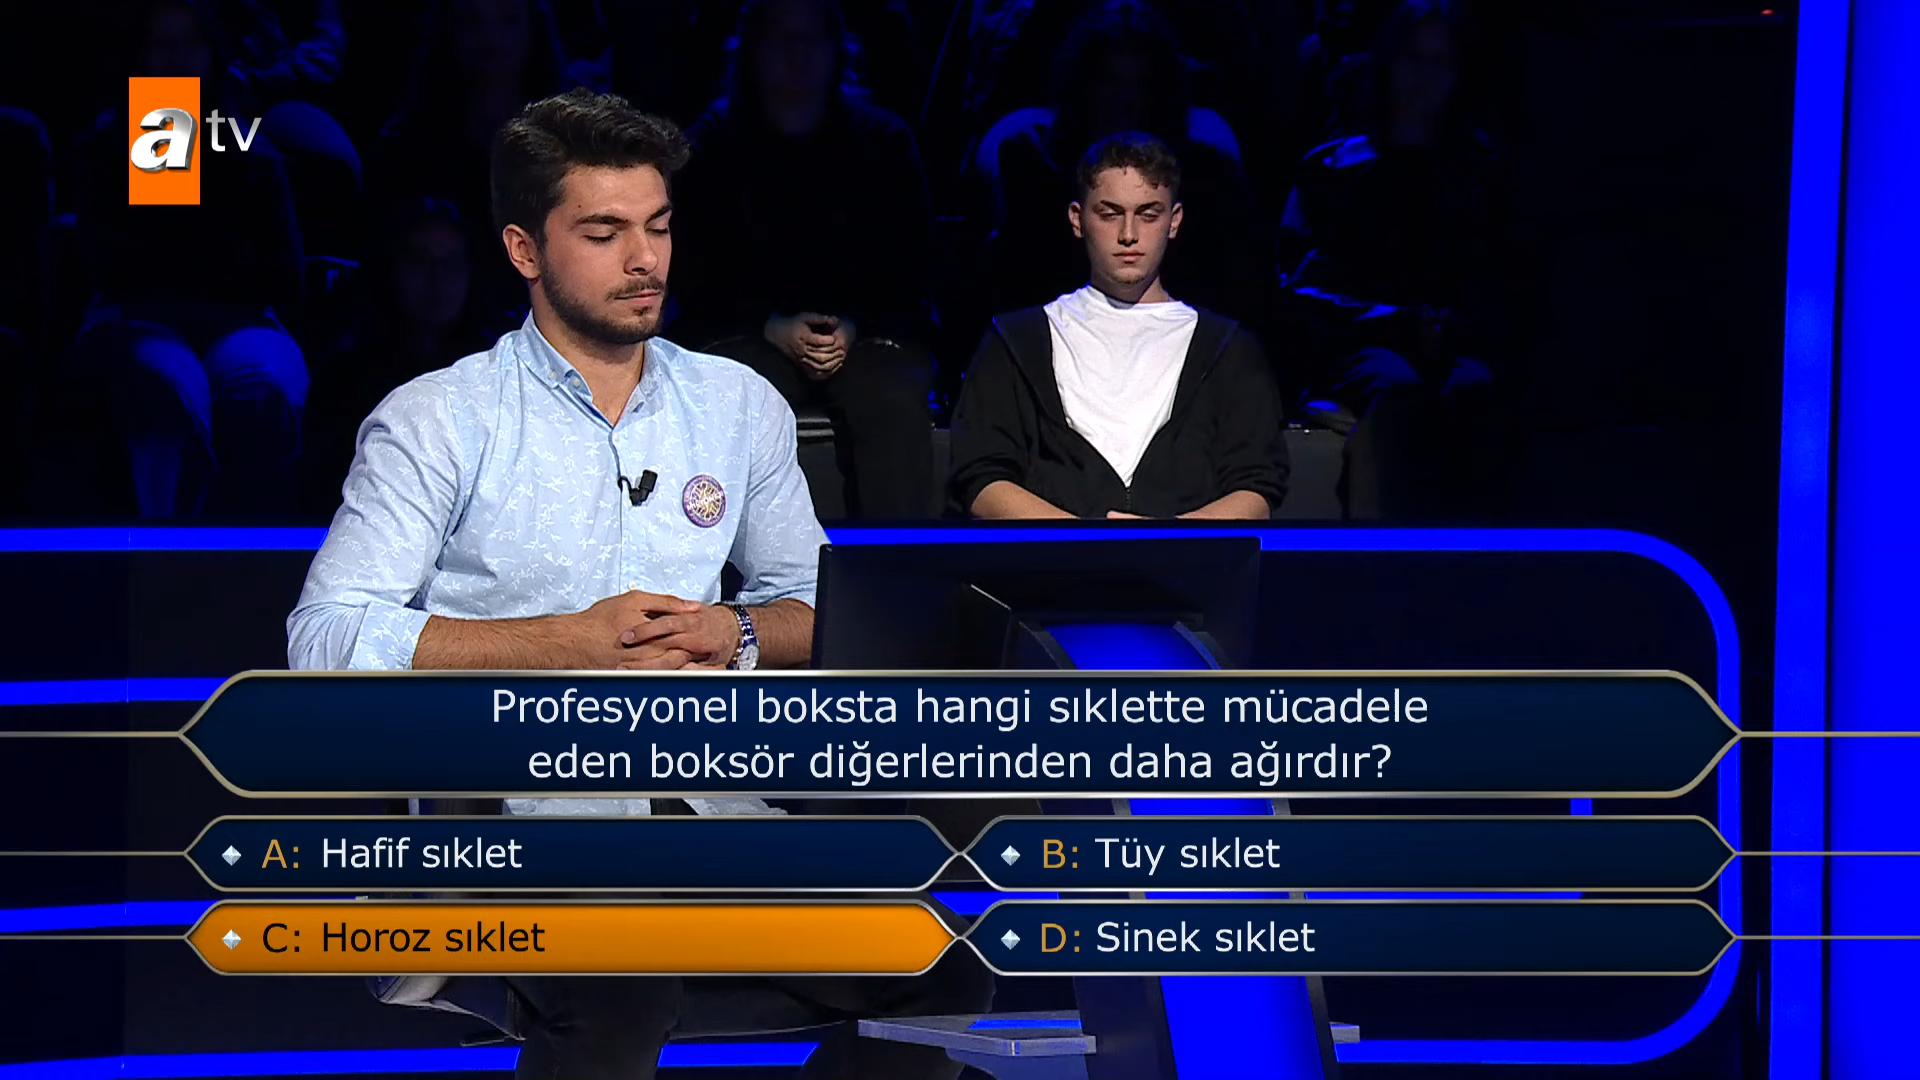 atv
Profesyonel boksta hangi sıklette mücadele
eden boksör diğerlerinden daha ağırdır?
A: Hafif sıklet
B: Tüy sıklet
C: Horoz sıklet
D: Sinek sıklet